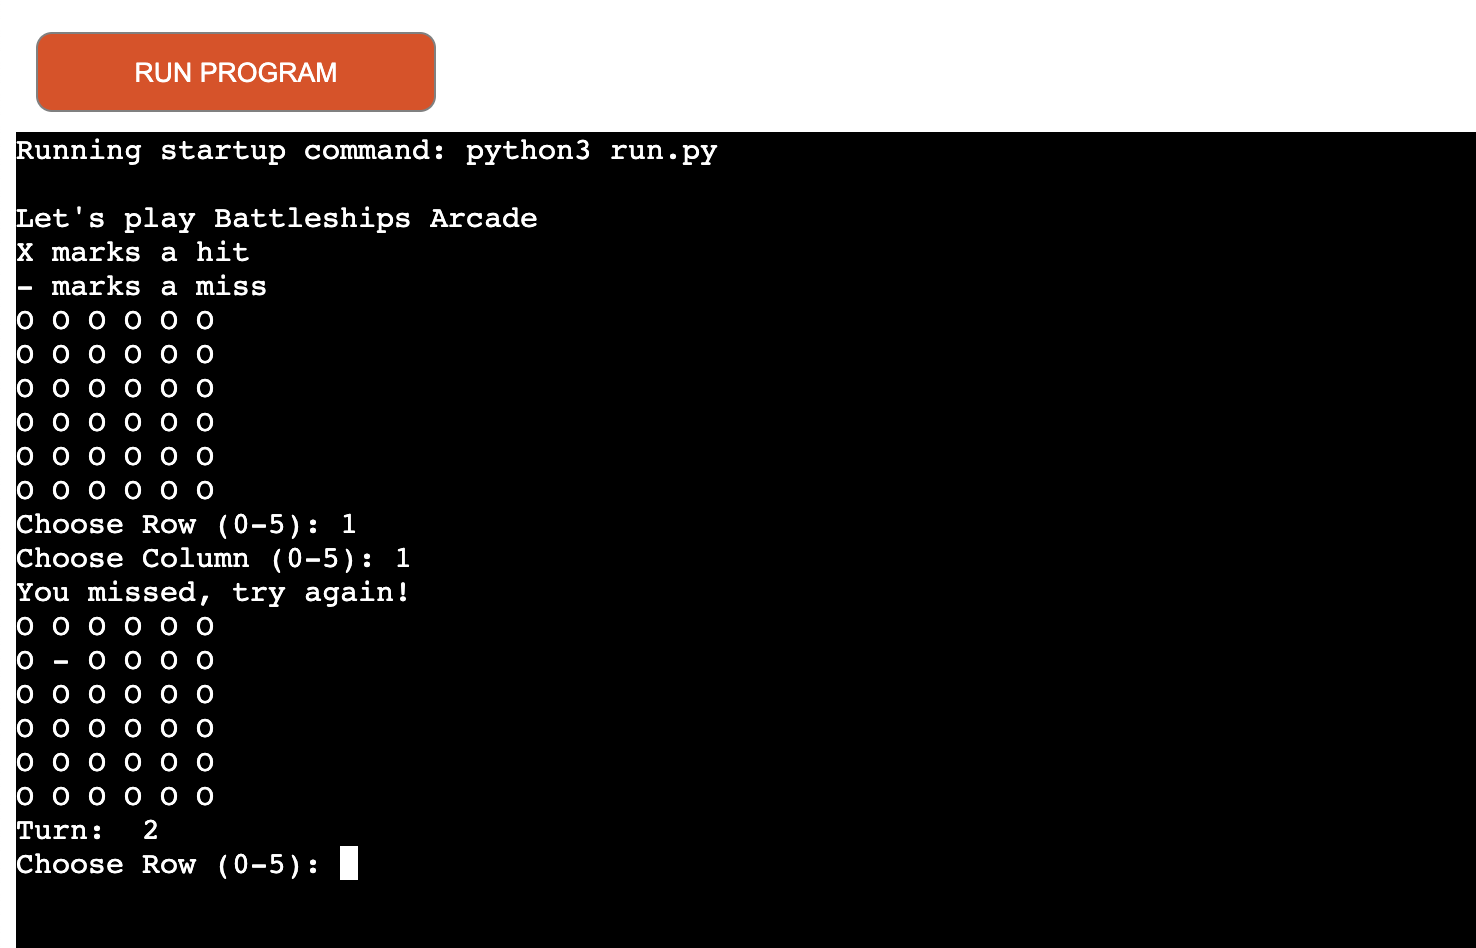 RUN PROGRAM
Running startup command: python3 run.py
Let's play Battleships Arcade
X marks a hit
- marks a miss
O O O O O O
O O O O O O
O O O O O O
O O O O O O
O O O O O O
O O O O O O
Choose Row (0-5): 1
Choose Column (0-5): 1
You missed, try again!
O O O O O O
O - O O O O
O O O O O O
O O O O O O
O O O O O O
O O O O O O
Turn:  2
Choose Row (0-5):